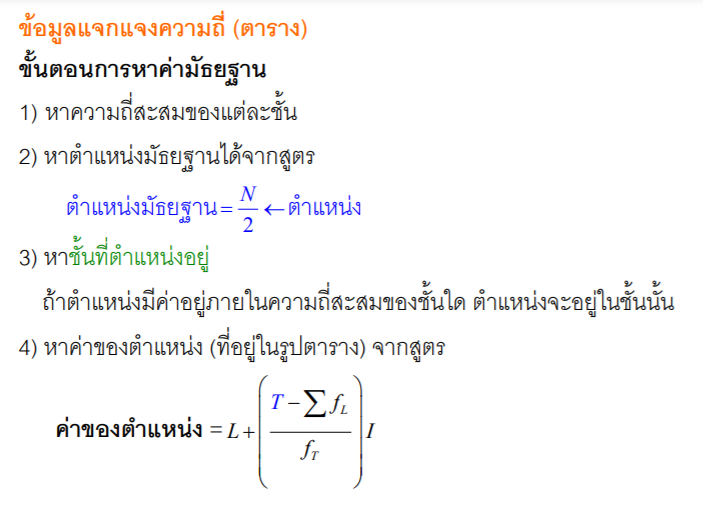 ข้อมูลแจกแจงความถี่ (ตาราง)
ขั้นตอนการหาค่ามัธยฐาน
1) หาความถี่สะสมของแต่ละชั้น
2) หาตำแหน่งมัธยฐานได้จากสูตร
ตำแหน่งมัธยฐาน = N/2 ← ตำแหน่ง
3) หาชั้นที่ตำแหน่งอยู่
ถ้าตำแหน่งมีค่าอยู่ภายในความถี่สะสมของชั้นใด ตำแหน่งจะอยู่ในชั้นนั้น
4) หาค่าของตำแหน่ง (ที่อยู่ในรูปตาราง) จากสูตร
ค่าของตำแหน่ง = L + ((T − ∑ f_L) / f_T) I